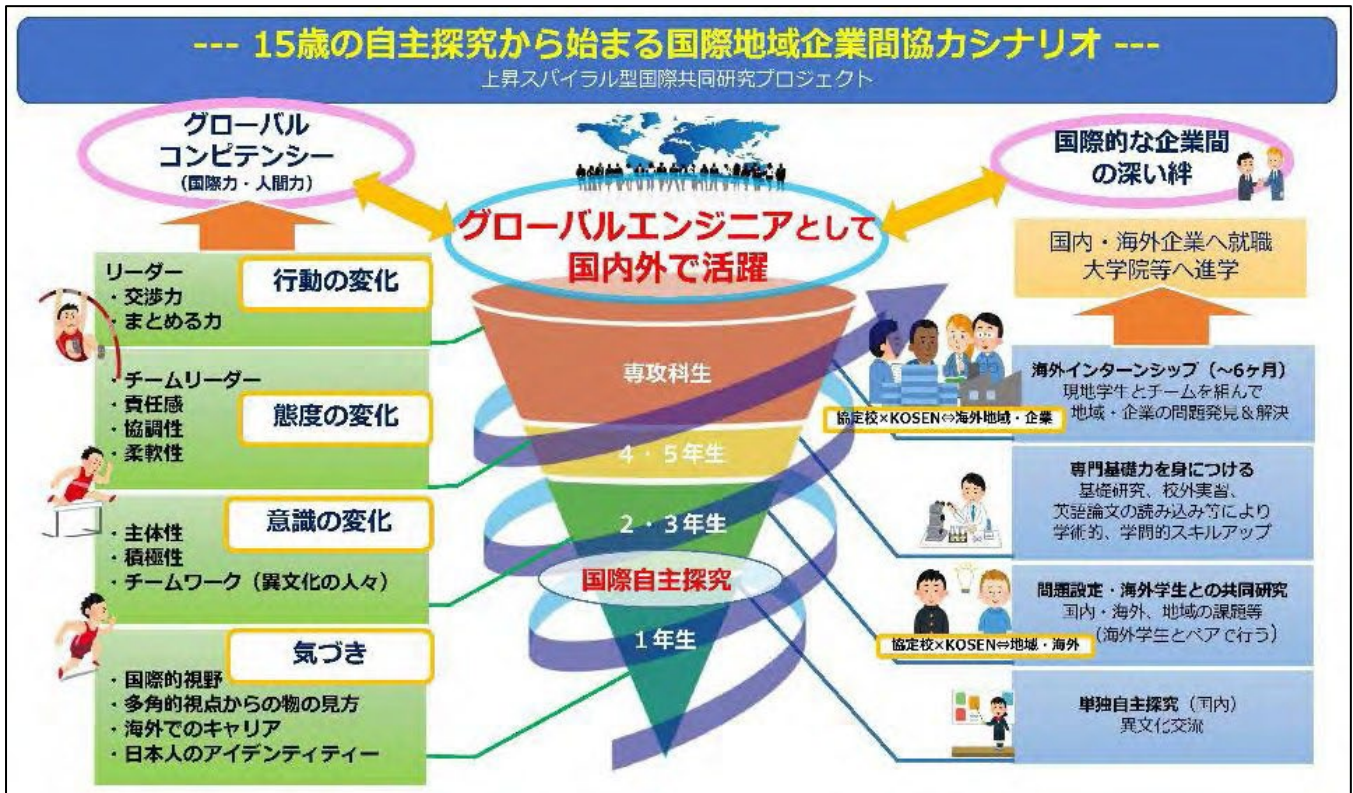 --- 15歳の自主探究から始まる国際地域企業間協力シナリオ ---
上昇スパイラル型国際共同研究プロジェクト
グローバル
コンピテンシー
(国際力・人間力)
国際的な企業間
の深い絆
グローバルエンジニアとして
国内外で活躍
リーダー
・交渉力
・まとめる力
行動の変化
・チームリーダー
・責任感
・協調性
・柔軟性
態度の変化
・主体性
・積極性
・チームワーク（異文化の人々）
意識の変化
気づき
・国際的視野
・多角的視点からの物の見方
・海外でのキャリア
・日本人のアイデンティティー
専攻科生
4・5年生
2・3年生
国際自主探究
1年生
国内・海外企業へ就職
大学院等へ進学
海外インターンシップ（～6ヶ月）
現地学生とチームを組んで
地域・企業の問題発見＆解決
協定校×KOSEN⇔海外地域・企業
専門基礎力を身につける
基礎研究、校外実習、
英語論文の読み込み等により
学術的、学問的スキルアップ
問題設定・海外学生との共同研究
国内・海外、地域の課題等
（海外学生とペアで行う）
協定校×KOSEN⇔地域・海外
単独自主探究（国内）
異文化交流